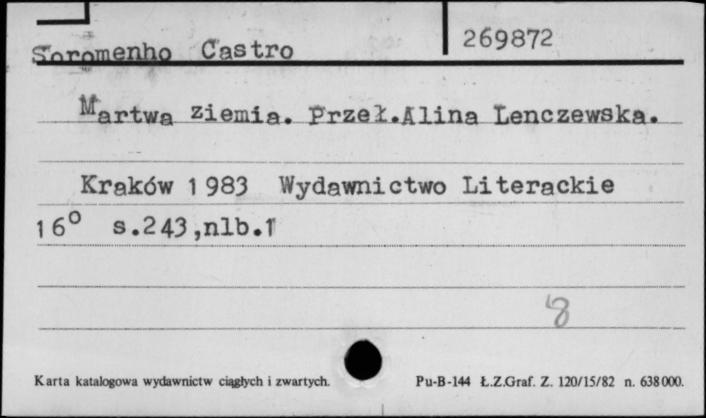 Soromenho Castro 269872
Martwa ziemia. Przeł.Alina Lenczewska.
Kraków 1983 Wydawnictwo Literackie
16° s.243,nlb.1
8
Karta katalogowa wydawnictw ciągłych i zwartych. Pu-B-144 Ł.Z.Graf. Z. 120/15/82 n. 638000.